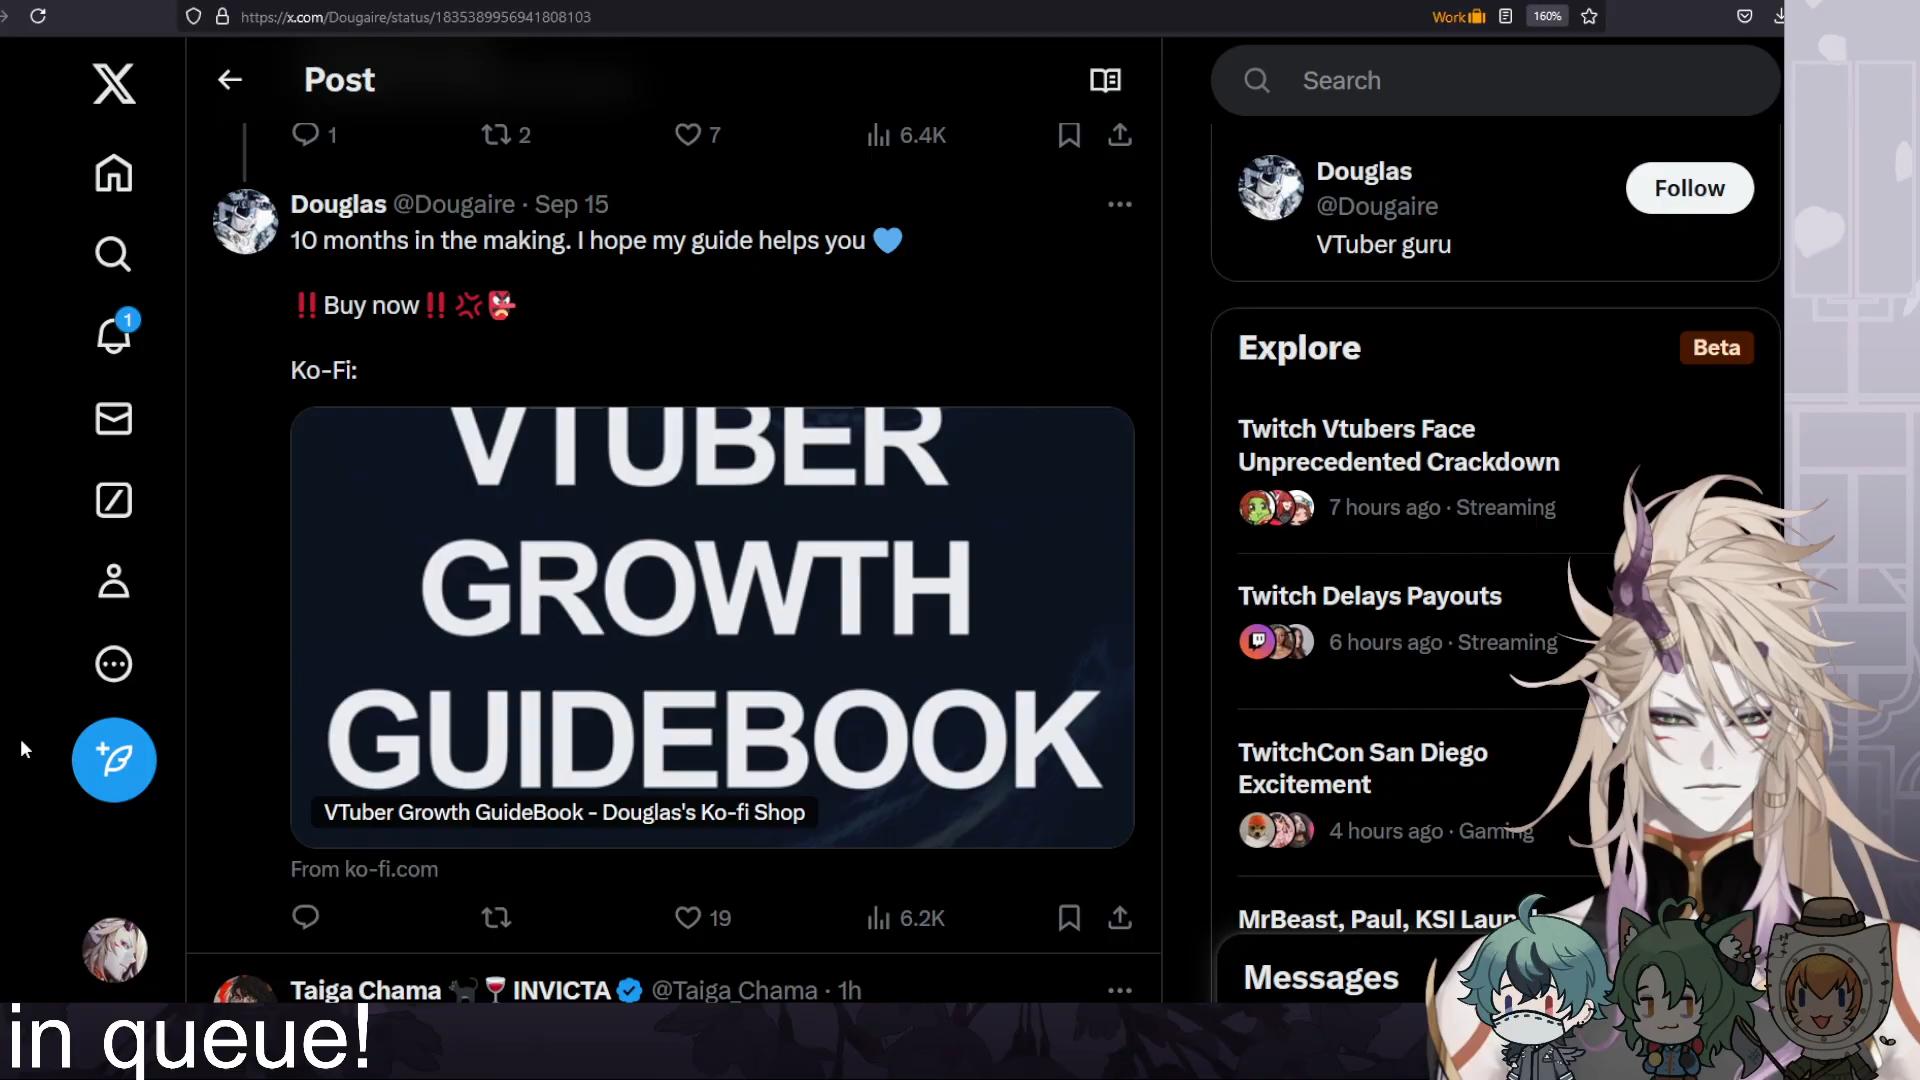 https://x.com/Dougaire/status/1835389956941808103
Work
160%
Post
Search
1
2
7
6.4K
Douglas
@Dougaire
VTuber guru
Follow
Douglas @Dougaire · Sep 15
10 months in the making. I hope my guide helps you 💙
‼️Buy now‼️💢👺
Ko-Fi:
VTUBER
GROWTH
GUIDEBOOK
VTuber Growth GuideBook - Douglas's Ko-fi Shop
From ko-fi.com
19
6.2K
Taiga Chama 🐈‍⬛🍷 INVICTA @Taiga_Chama · 1h
1
Explore
Beta
Twitch Vtubers Face
Unprecedented Crackdown
7 hours ago · Streaming
Twitch Delays Payouts
6 hours ago · Streaming
TwitchCon San Diego
Excitement
4 hours ago · Gaming
MrBeast, Paul, KSI
Messages
in queue!